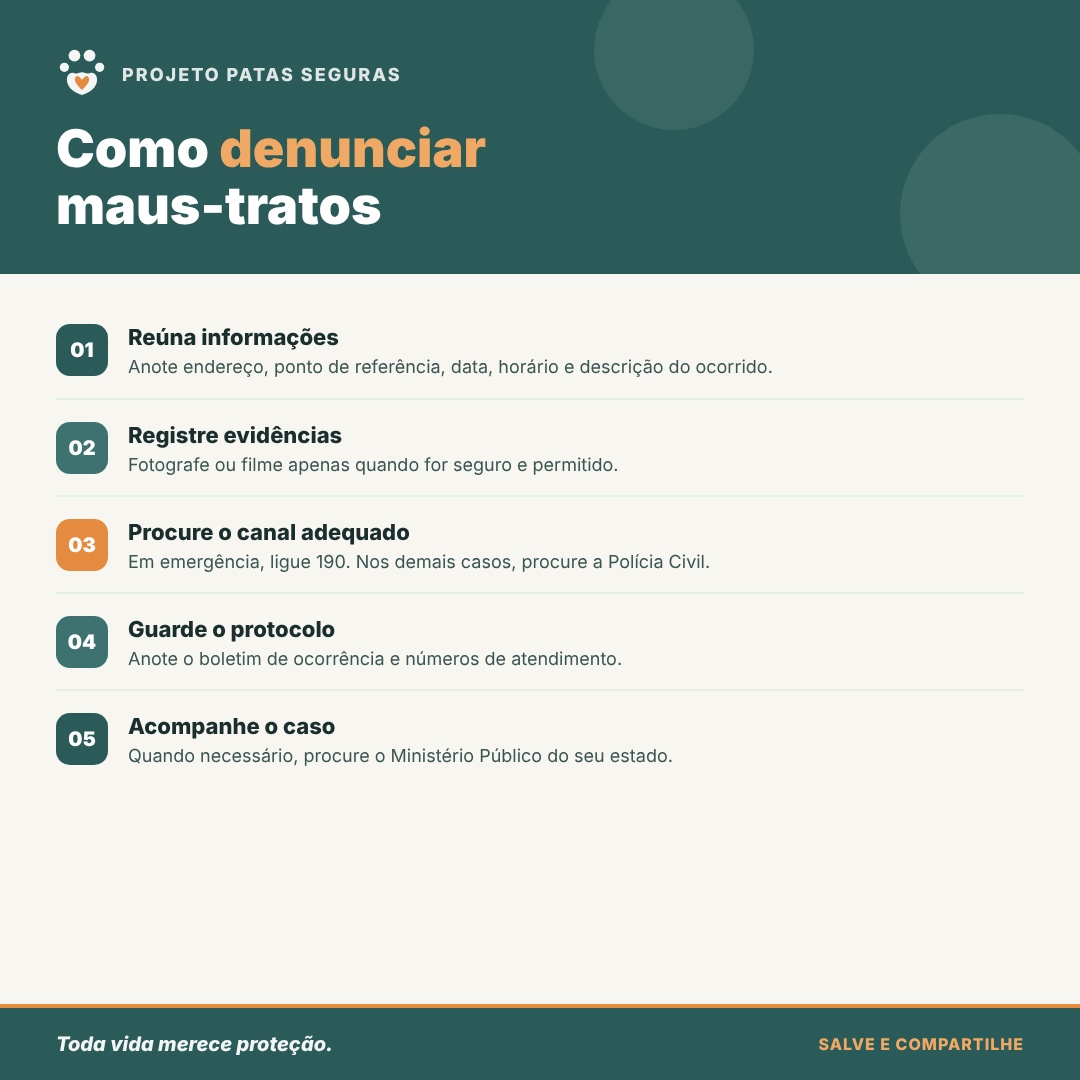 PROJETO PATAS SEGURAS
Como denunciar
maus-tratos
01
Reúna informações
Anote endereço, ponto de referência, data, horário e descrição do ocorrido.
02
Registre evidências
Fotografe ou filme apenas quando for seguro e permitido.
03
Procure o canal adequado
Em emergência, ligue 190. Nos demais casos, procure a Polícia Civil.
04
Guarde o protocolo
Anote o boletim de ocorrência e números de atendimento.
05
Acompanhe o caso
Quando necessário, procure o Ministério Público do seu estado.
Toda vida merece proteção.
SALVE E COMPARTILHE